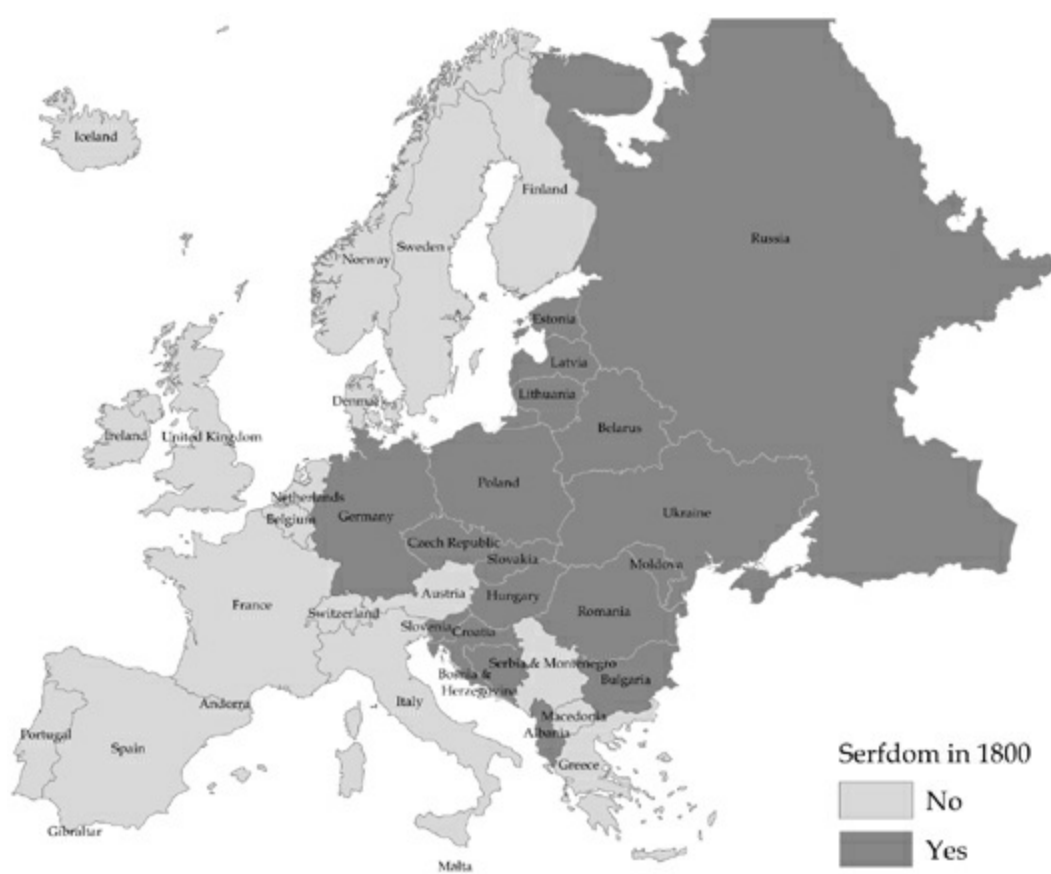 Iceland
Finland
Russia
Norway
Sweden
Estonia
Latvia
Lithuania
Denmark
Belarus
Ireland
United Kingdom
Netherlands
Poland
Belgium
Germany
Ukraine
Czech Republic
Slovakia
Moldova
Austria
Hungary
France
Switzerland
Romania
Slovenia
Croatia
Serbia & Montenegro
Bosnia &
Herzegovina
Bulgaria
Andorra
Italy
Macedonia
Portugal
Albania
Spain
Greece
Serfdom in 1800
No
Gibraltar
Yes
Malta